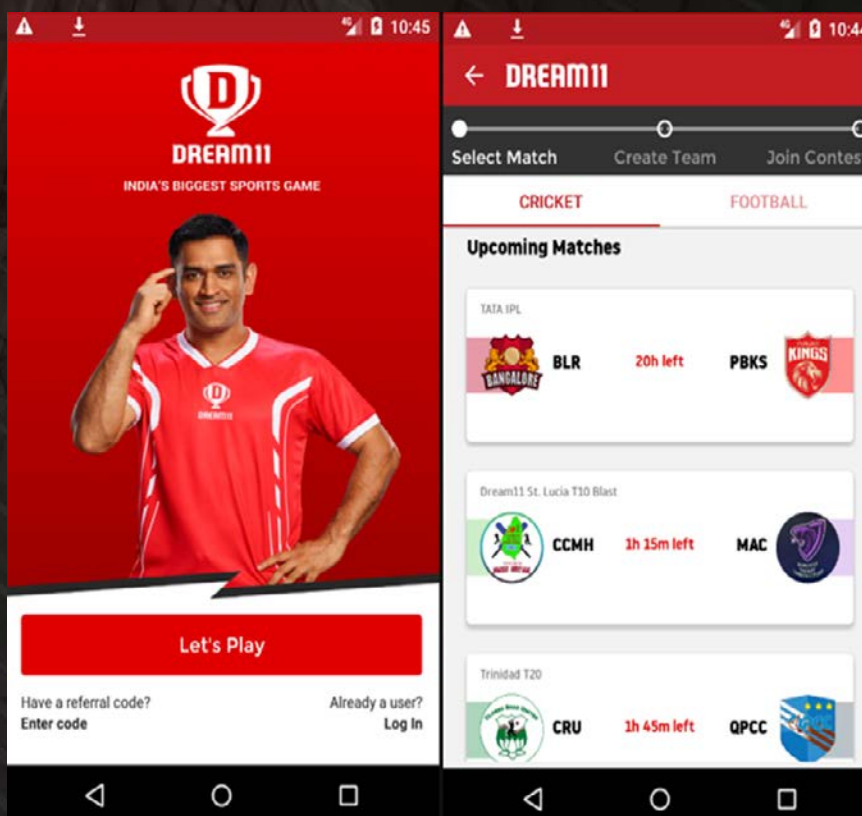 4G 10:45
D
DREAM11
INDIA'S BIGGEST SPORTS GAME
D
DREAM11
Let's Play
Have a referral code?
Enter code
Already a user?
Log In
4G 10:44
DREAM11
Select Match Create Team Join Contes
CRICKET FOOTBALL
Upcoming Matches
TATA IPL
BANGALORE
BLR 20h left PBKS
KINGS
Dream11 St. Lucia T10 Blast
CCMH 1h 15m left MAC
Trinidad T20
CRU 1h 45m left QPCC